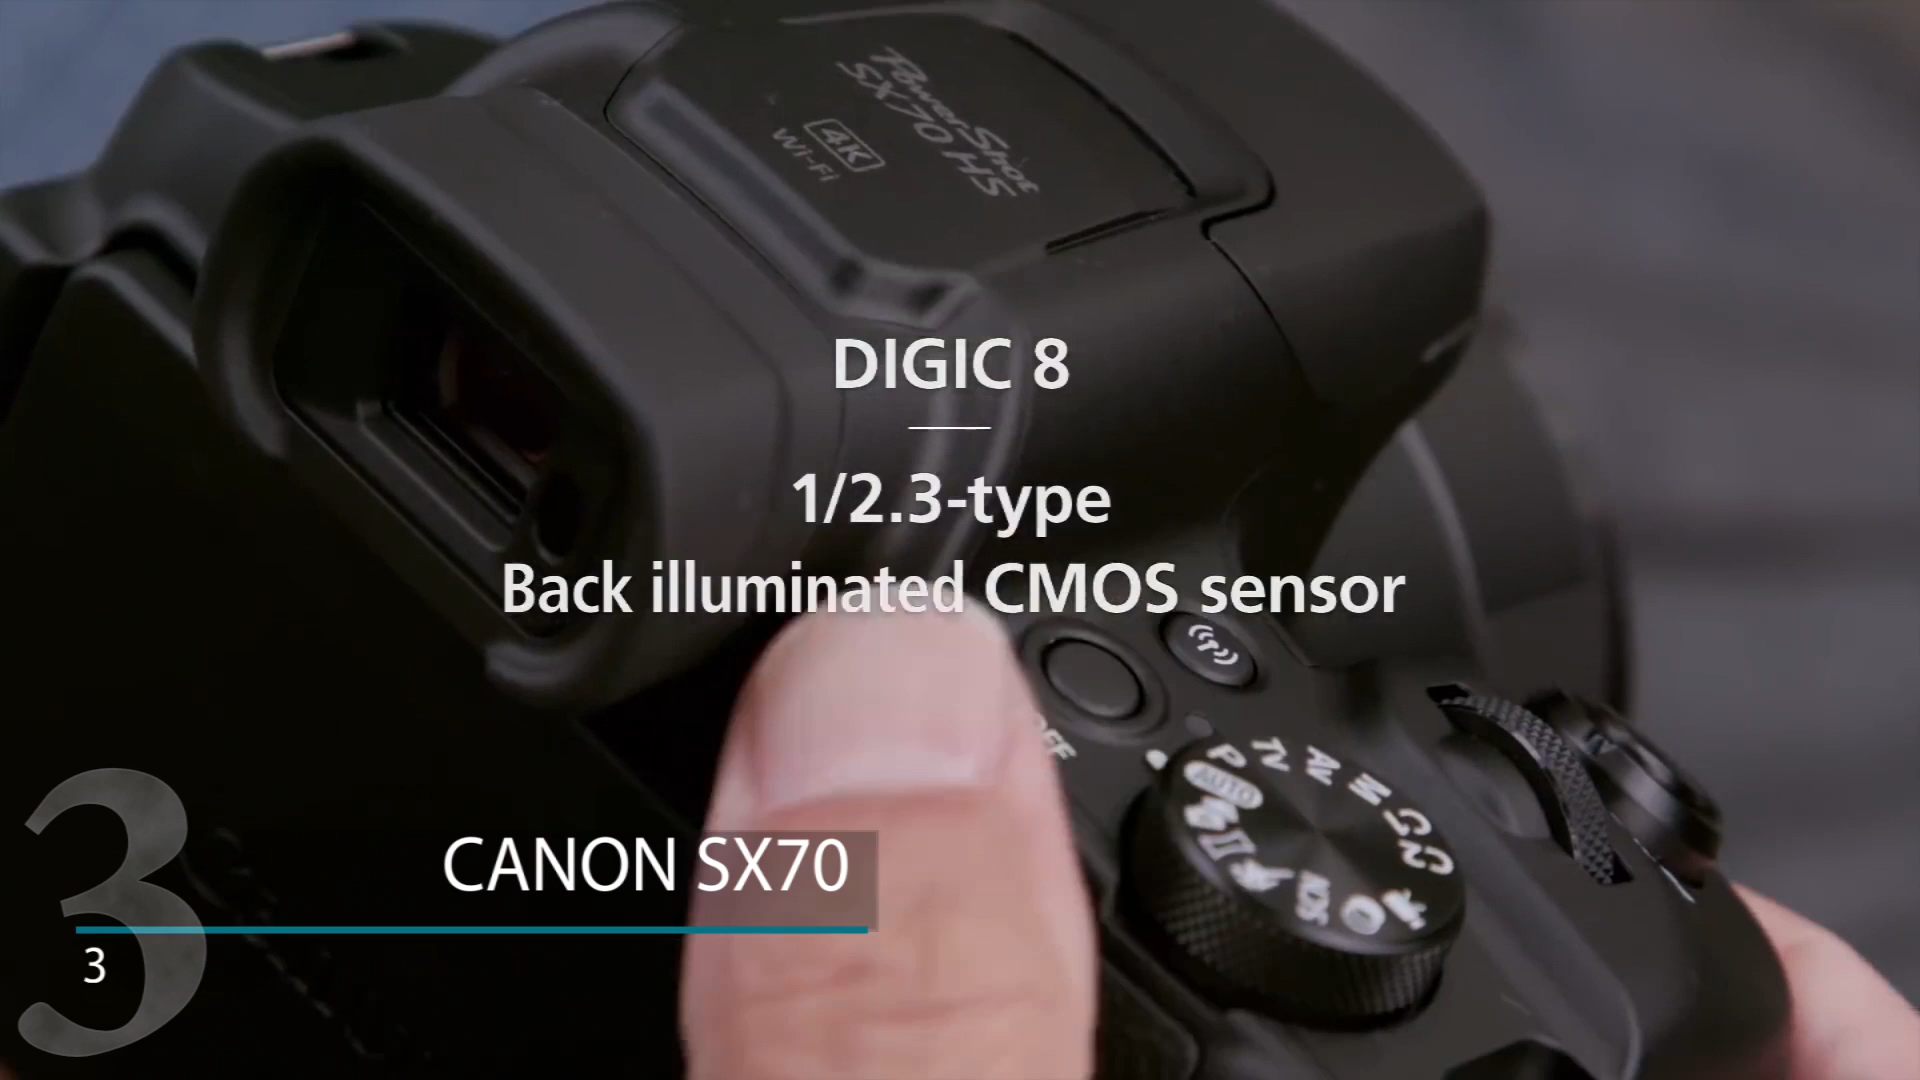 PowerShot
SX70 HS
4K
Wi-Fi
DIGIC 8
1/2.3-type
Back illuminated CMOS sensor
OFF
P
Tv
Av
M
C1
C2
AUTO
CANON SX70
3
3